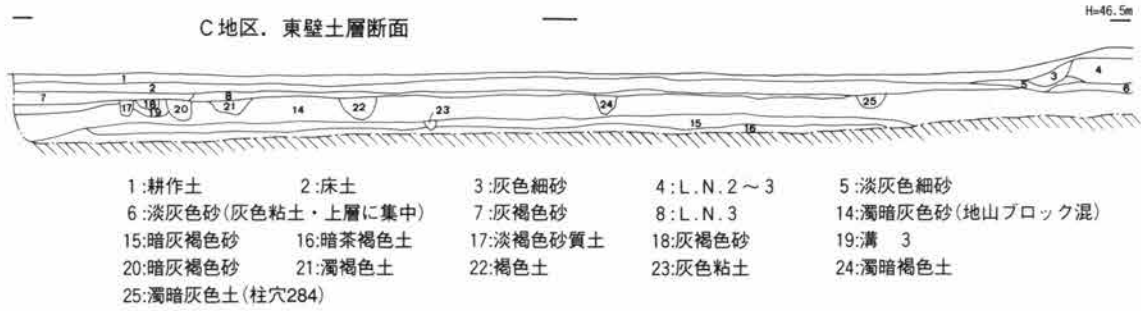 H=46.5m
C地区．東壁土層断面
1 2 3 4 5 6 7 8 14 15 16 17 18 19 20 21 22 23 24 25
1:耕作土 2:床土 3:灰色細砂 4:L.N.2～3 5:淡灰色細砂
6:淡灰色砂(灰色粘土・上層に集中) 7:灰褐色砂 8:L.N.3 14:濁暗灰色砂(地山ブロック混)
15:暗灰褐色砂 16:暗茶褐色土 17:淡褐色砂質土 18:灰褐色砂 19:溝　3
20:暗灰褐色砂 21:濁褐色土 22:褐色土 23:灰色粘土 24:濁暗褐色土
25:濁暗灰色土(柱穴284)